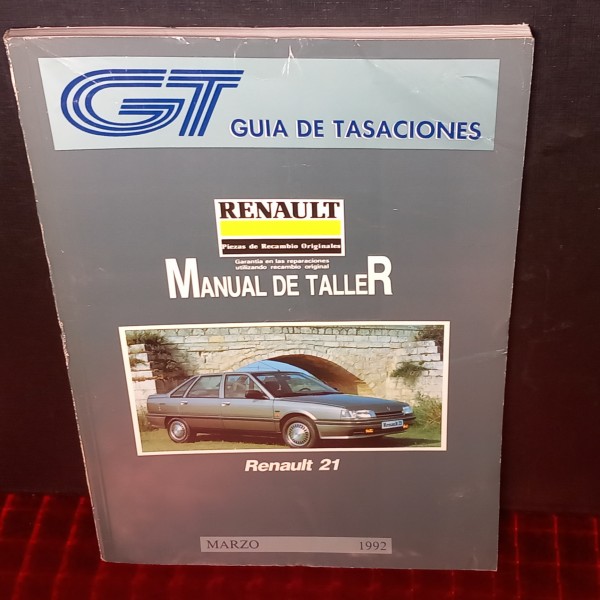 GT GUIA DE TASACIONES
RENAULT
Piezas de Recambio Originales
Garantía en las reparaciones
utilizando recambio original
MANUAL DE TALLER
Renault 21
MARZO 1992